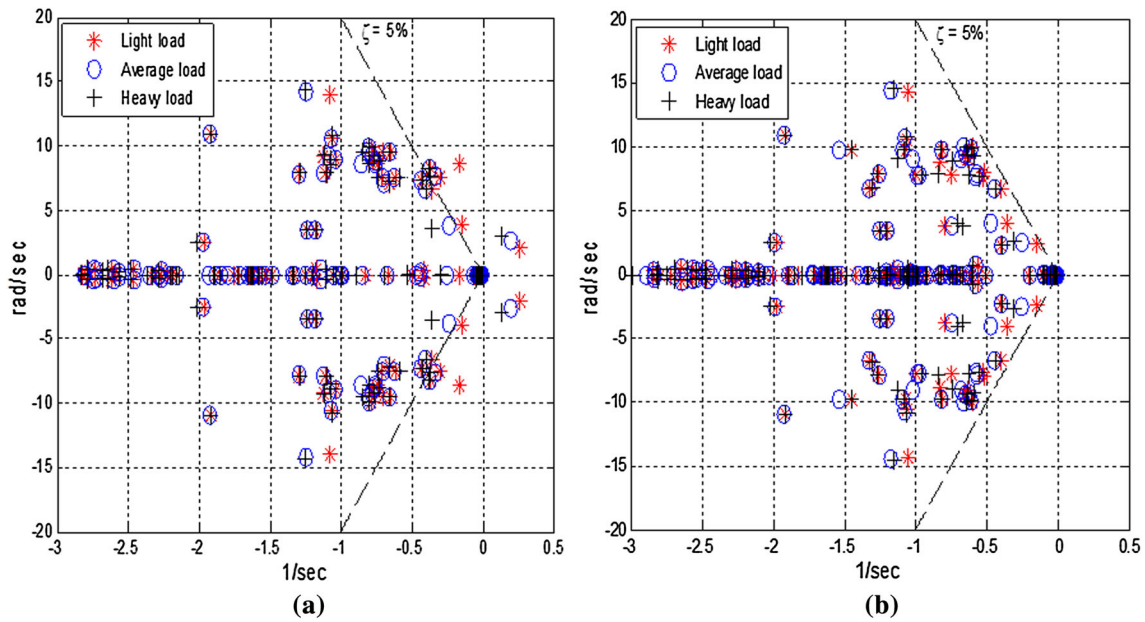 20
15
10
5
0
-5
-10
-15
-20
rad/sec
-3
-2.5
-2
-1.5
-1
-0.5
0
0.5
1/sec
Light load
Average load
Heavy load
ζ = 5%
(a)
20
15
10
5
0
-5
-10
-15
-20
rad/sec
-3
-2.5
-2
-1.5
-1
-0.5
0
0.5
1/sec
Light load
Average load
Heavy load
ζ = 5%
(b)